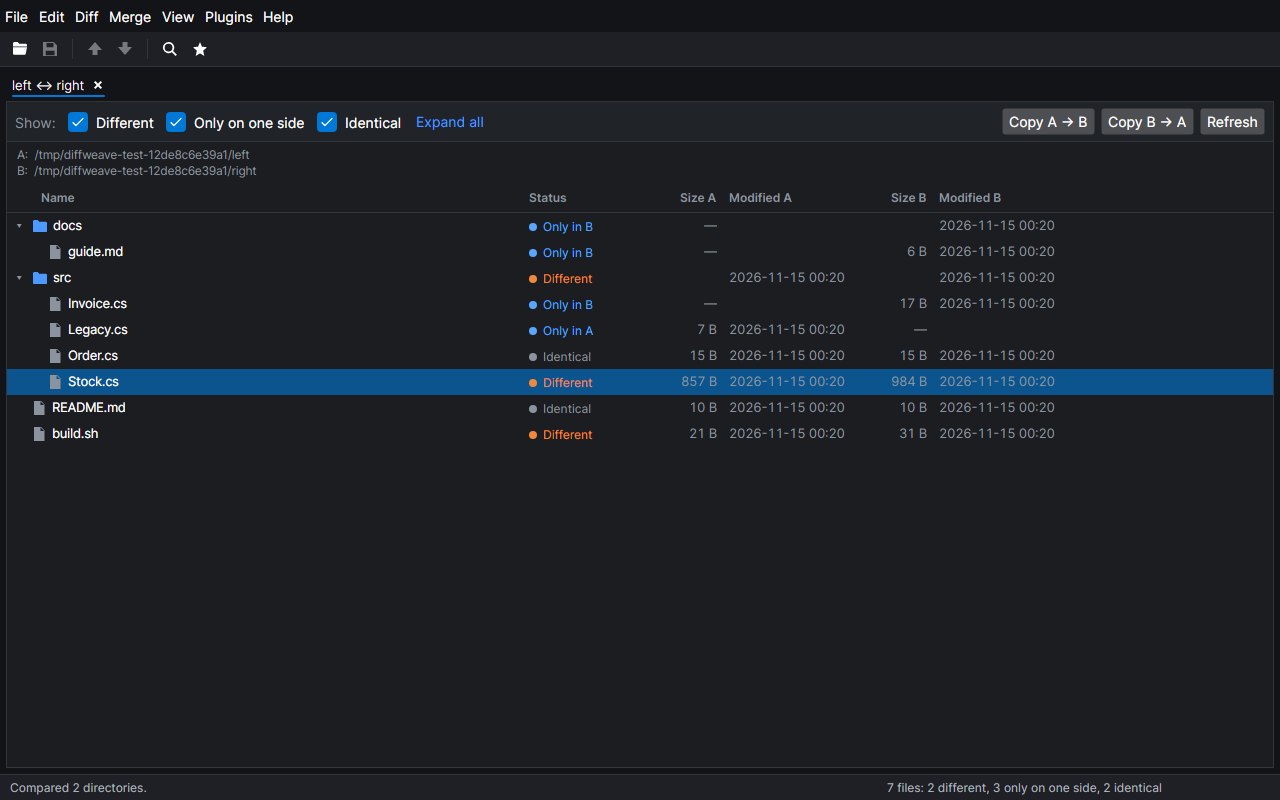 File Edit Diff Merge View Plugins Help
left ↔ right ×
Show: Different Only on one side Identical Expand all Copy A → B Copy B → A Refresh
A: /tmp/diffweave-test-12de8c6e39a1/left
B: /tmp/diffweave-test-12de8c6e39a1/right
Name Status Size A Modified A Size B Modified B
docs Only in B — 2026-11-15 00:20
guide.md Only in B — 6 B 2026-11-15 00:20
src Different 2026-11-15 00:20 2026-11-15 00:20
Invoice.cs Only in B — 17 B 2026-11-15 00:20
Legacy.cs Only in A 7 B 2026-11-15 00:20 —
Order.cs Identical 15 B 2026-11-15 00:20 15 B 2026-11-15 00:20
Stock.cs Different 857 B 2026-11-15 00:20 984 B 2026-11-15 00:20
README.md Identical 10 B 2026-11-15 00:20 10 B 2026-11-15 00:20
build.sh Different 21 B 2026-11-15 00:20 31 B 2026-11-15 00:20
Compared 2 directories. 7 files: 2 different, 3 only on one side, 2 identical